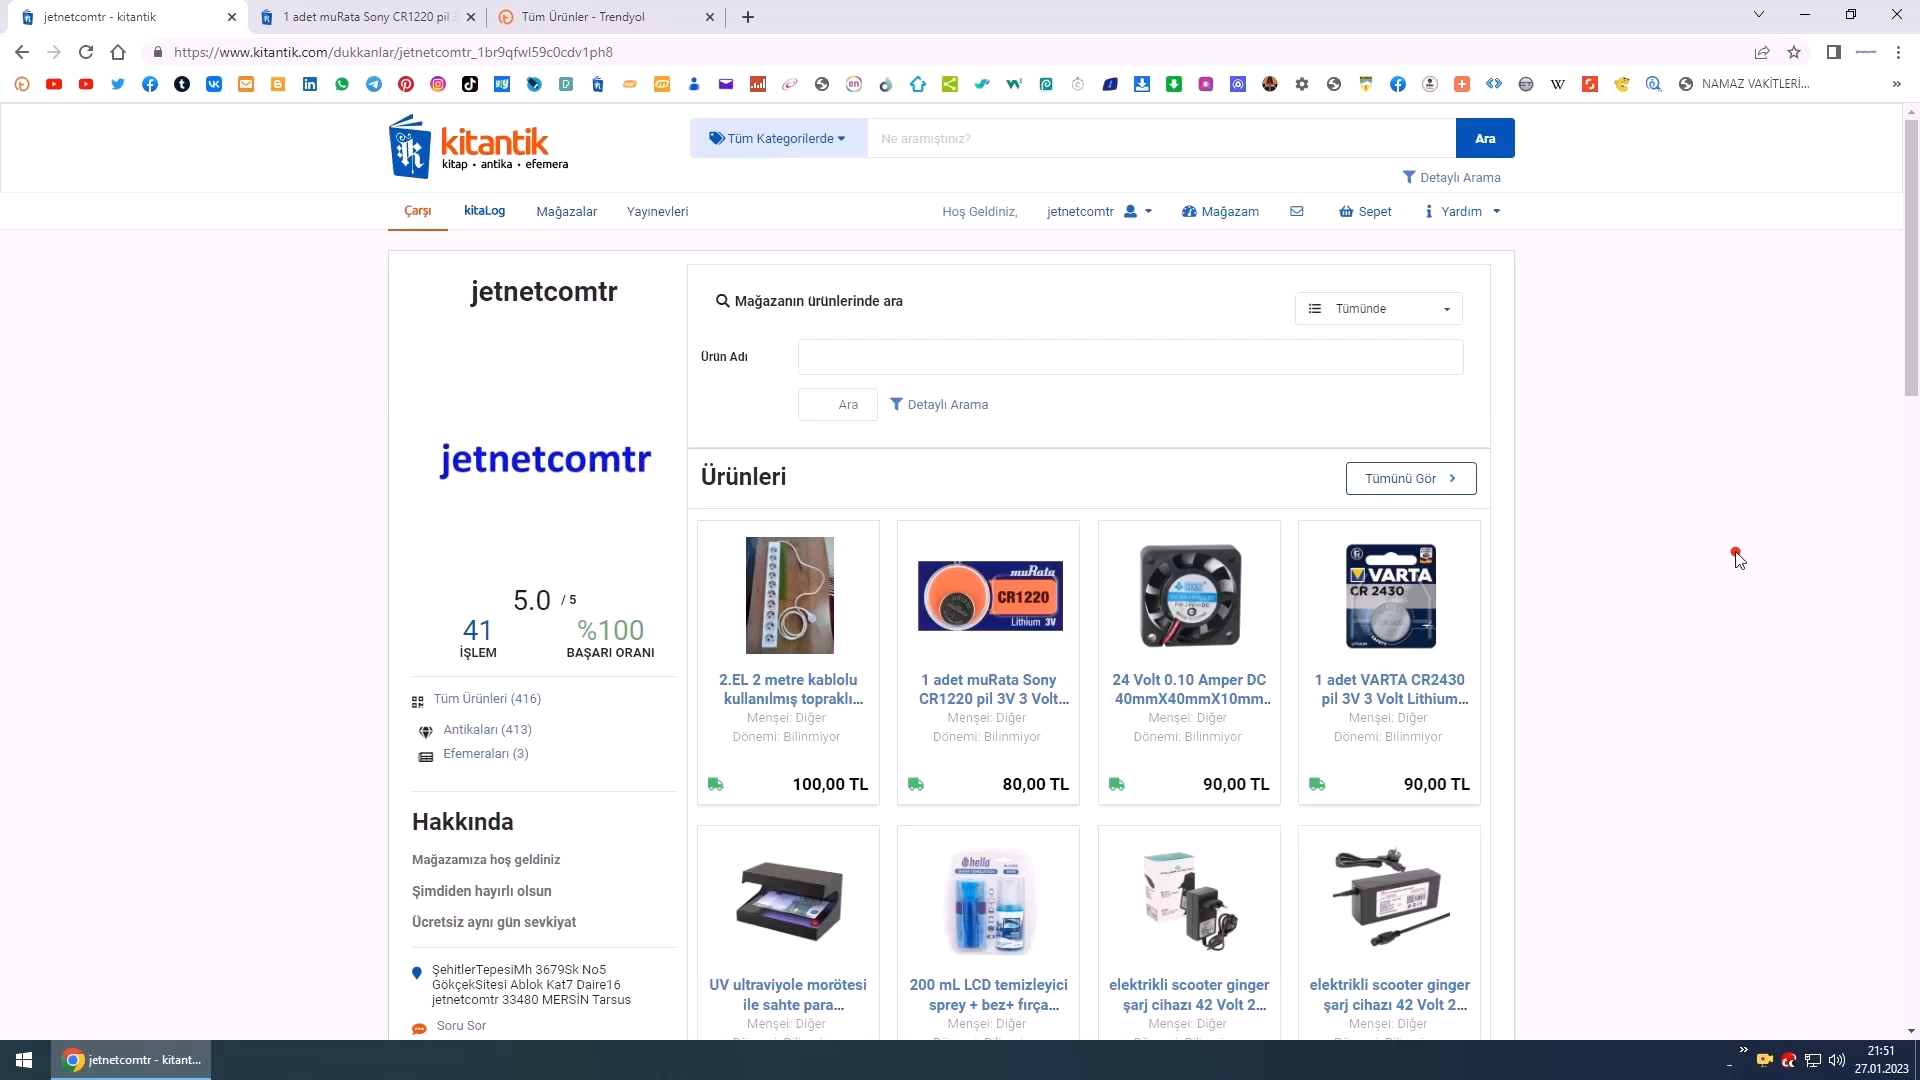 jetnetcomtr - kitantik
1 adet muRata Sony CR1220 pil 3
Tüm Ürünler - Trendyol
https://www.kitantik.com/dukkanlar/jetnetcomtr_1br9qfwl59c0cdv1ph8
NAMAZ VAKİTLERİ...
kitantik
kitap • antika • efemera
Tüm Kategorilerde
Ne aramıştınız?
Ara
Detaylı Arama
Çarşı
kitaLog
Mağazalar
Yayınevleri
Hoş Geldiniz,
jetnetcomtr
Mağazam
Sepet
Yardım
jetnetcomtr
jetnetcomtr
5.0 / 5
41
İŞLEM
%100
BAŞARI ORANI
Tüm Ürünleri (416)
Antikaları (413)
Efemeraları (3)
Hakkında
Mağazamıza hoş geldiniz
Şimdiden hayırlı olsun
Ücretsiz aynı gün sevkiyat
ŞehitlerTepesiMh 3679Sk No5
GökçekSitesi Ablok Kat7 Daire16
jetnetcomtr 33480 MERSİN Tarsus
Soru Sor
Mağazanın ürünlerinde ara
Tümünde
Ürün Adı
Ara
Detaylı Arama
Ürünleri
Tümünü Gör
2.EL 2 metre kablolu
kullanılmış topraklı...
Menşei: Diğer
Dönemi: Bilinmiyor
100,00 TL
muRata
CR1220
Lithium 3V
1 adet muRata Sony
CR1220 pil 3V 3 Volt...
Menşei: Diğer
Dönemi: Bilinmiyor
80,00 TL
24 Volt 0.10 Amper DC
40mmX40mmX10mm...
Menşei: Diğer
Dönemi: Bilinmiyor
90,00 TL
VARTA
CR 2430
1 adet VARTA CR2430
pil 3V 3 Volt Lithium...
Menşei: Diğer
Dönemi: Bilinmiyor
90,00 TL
UV ultraviyole morötesi
ile sahte para...
Menşei: Diğer
hello
200 mL LCD temizleyici
sprey + bez+ fırça...
Menşei: Diğer
elektrikli scooter ginger
şarj cihazı 42 Volt 2...
Menşei: Diğer
elektrikli scooter ginger
şarj cihazı 42 Volt 2...
Menşei: Diğer
jetnetcomtr - kitant...
21:51
27.01.2023